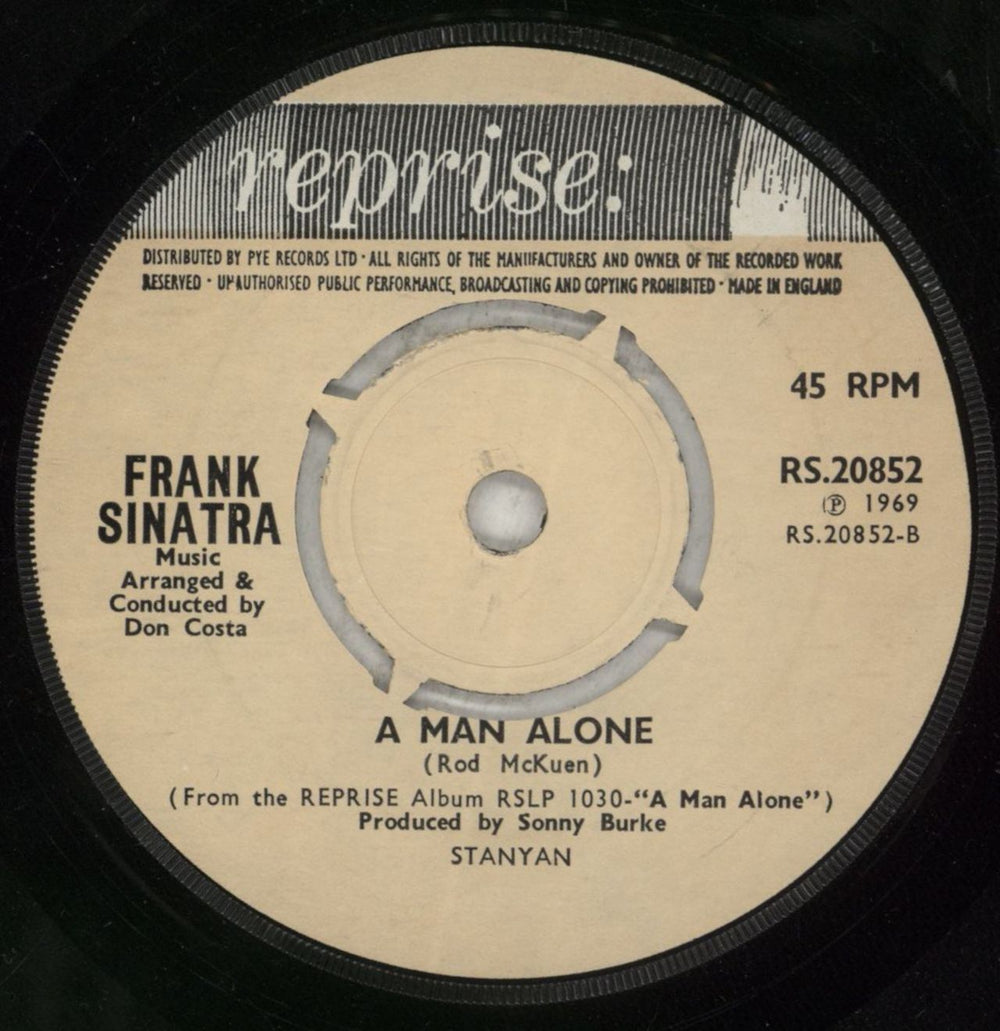 reprise:
DISTRIBUTED BY PYE RECORDS LTD · ALL RIGHTS OF THE MANUFACTURERS AND OWNER OF THE RECORDED WORK
RESERVED · UNAUTHORISED PUBLIC PERFORMANCE, BROADCASTING AND COPYING PROHIBITED · MADE IN ENGLAND
45 RPM
RS.20852
℗ 1969
RS.20852-B
FRANK
SINATRA
Music
Arranged &
Conducted by
Don Costa
A MAN ALONE
(Rod McKuen)
(From the REPRISE Album RSLP 1030-“A Man Alone”)
Produced by Sonny Burke
STANYAN